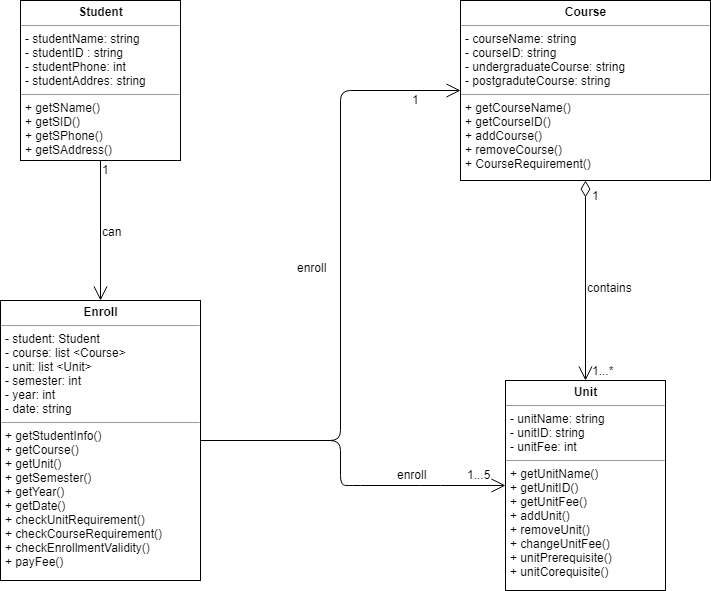 Student
- studentName: string
- studentID : string
- studentPhone: int
- studentAddres: string
+ getSName()
+ getSID()
+ getSPhone()
+ getSAddress()
1
can
Enroll
- student: Student
- course: list <Course>
- unit: list <Unit>
- semester: int
- year: int
- date: string
+ getStudentInfo()
+ getCourse()
+ getUnit()
+ getSemester()
+ getYear()
+ getDate()
+ checkUnitRequirement()
+ checkCourseRequirement()
+ checkEnrollmentValidity()
+ payFee()
enroll
1
enroll
1...5
Course
- courseName: string
- courseID: string
- undergraduateCourse: string
- postgraduteCourse: string
+ getCourseName()
+ getCourseID()
+ addCourse()
+ removeCourse()
+ CourseRequirement()
1
contains
1...*
Unit
- unitName: string
- unitID: string
- unitFee: int
+ getUnitName()
+ getUnitID()
+ getUnitFee()
+ addUnit()
+ removeUnit()
+ changeUnitFee()
+ unitPrerequisite()
+ unitCorequisite()